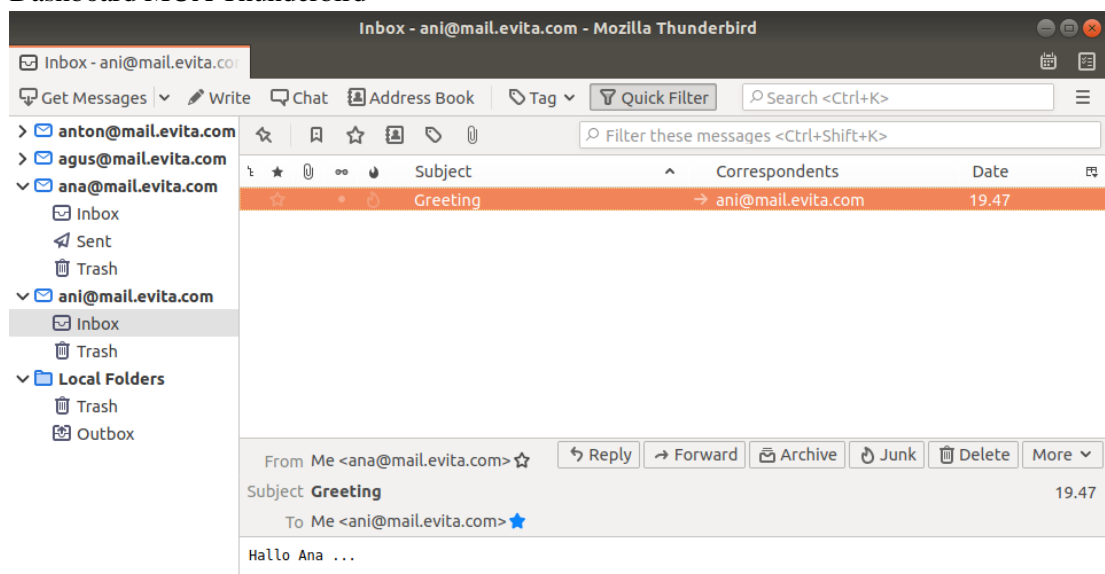 Inbox - ani@mail.evita.com - Mozilla Thunderbird
Inbox - ani@mail.evita.co
Get Messages Write Chat Address Book Tag Quick Filter Search <Ctrl+K>
anton@mail.evita.com
Filter these messages <Ctrl+Shift+K>
agus@mail.evita.com
Subject Correspondents Date
ana@mail.evita.com
Greeting → ani@mail.evita.com 19.47
Inbox
Sent
Trash
ani@mail.evita.com
Inbox
Trash
Local Folders
Trash
Outbox
From Me <ana@mail.evita.com> Reply Forward Archive Junk Delete More
Subject Greeting 19.47
To Me <ani@mail.evita.com>
Hallo Ana ...